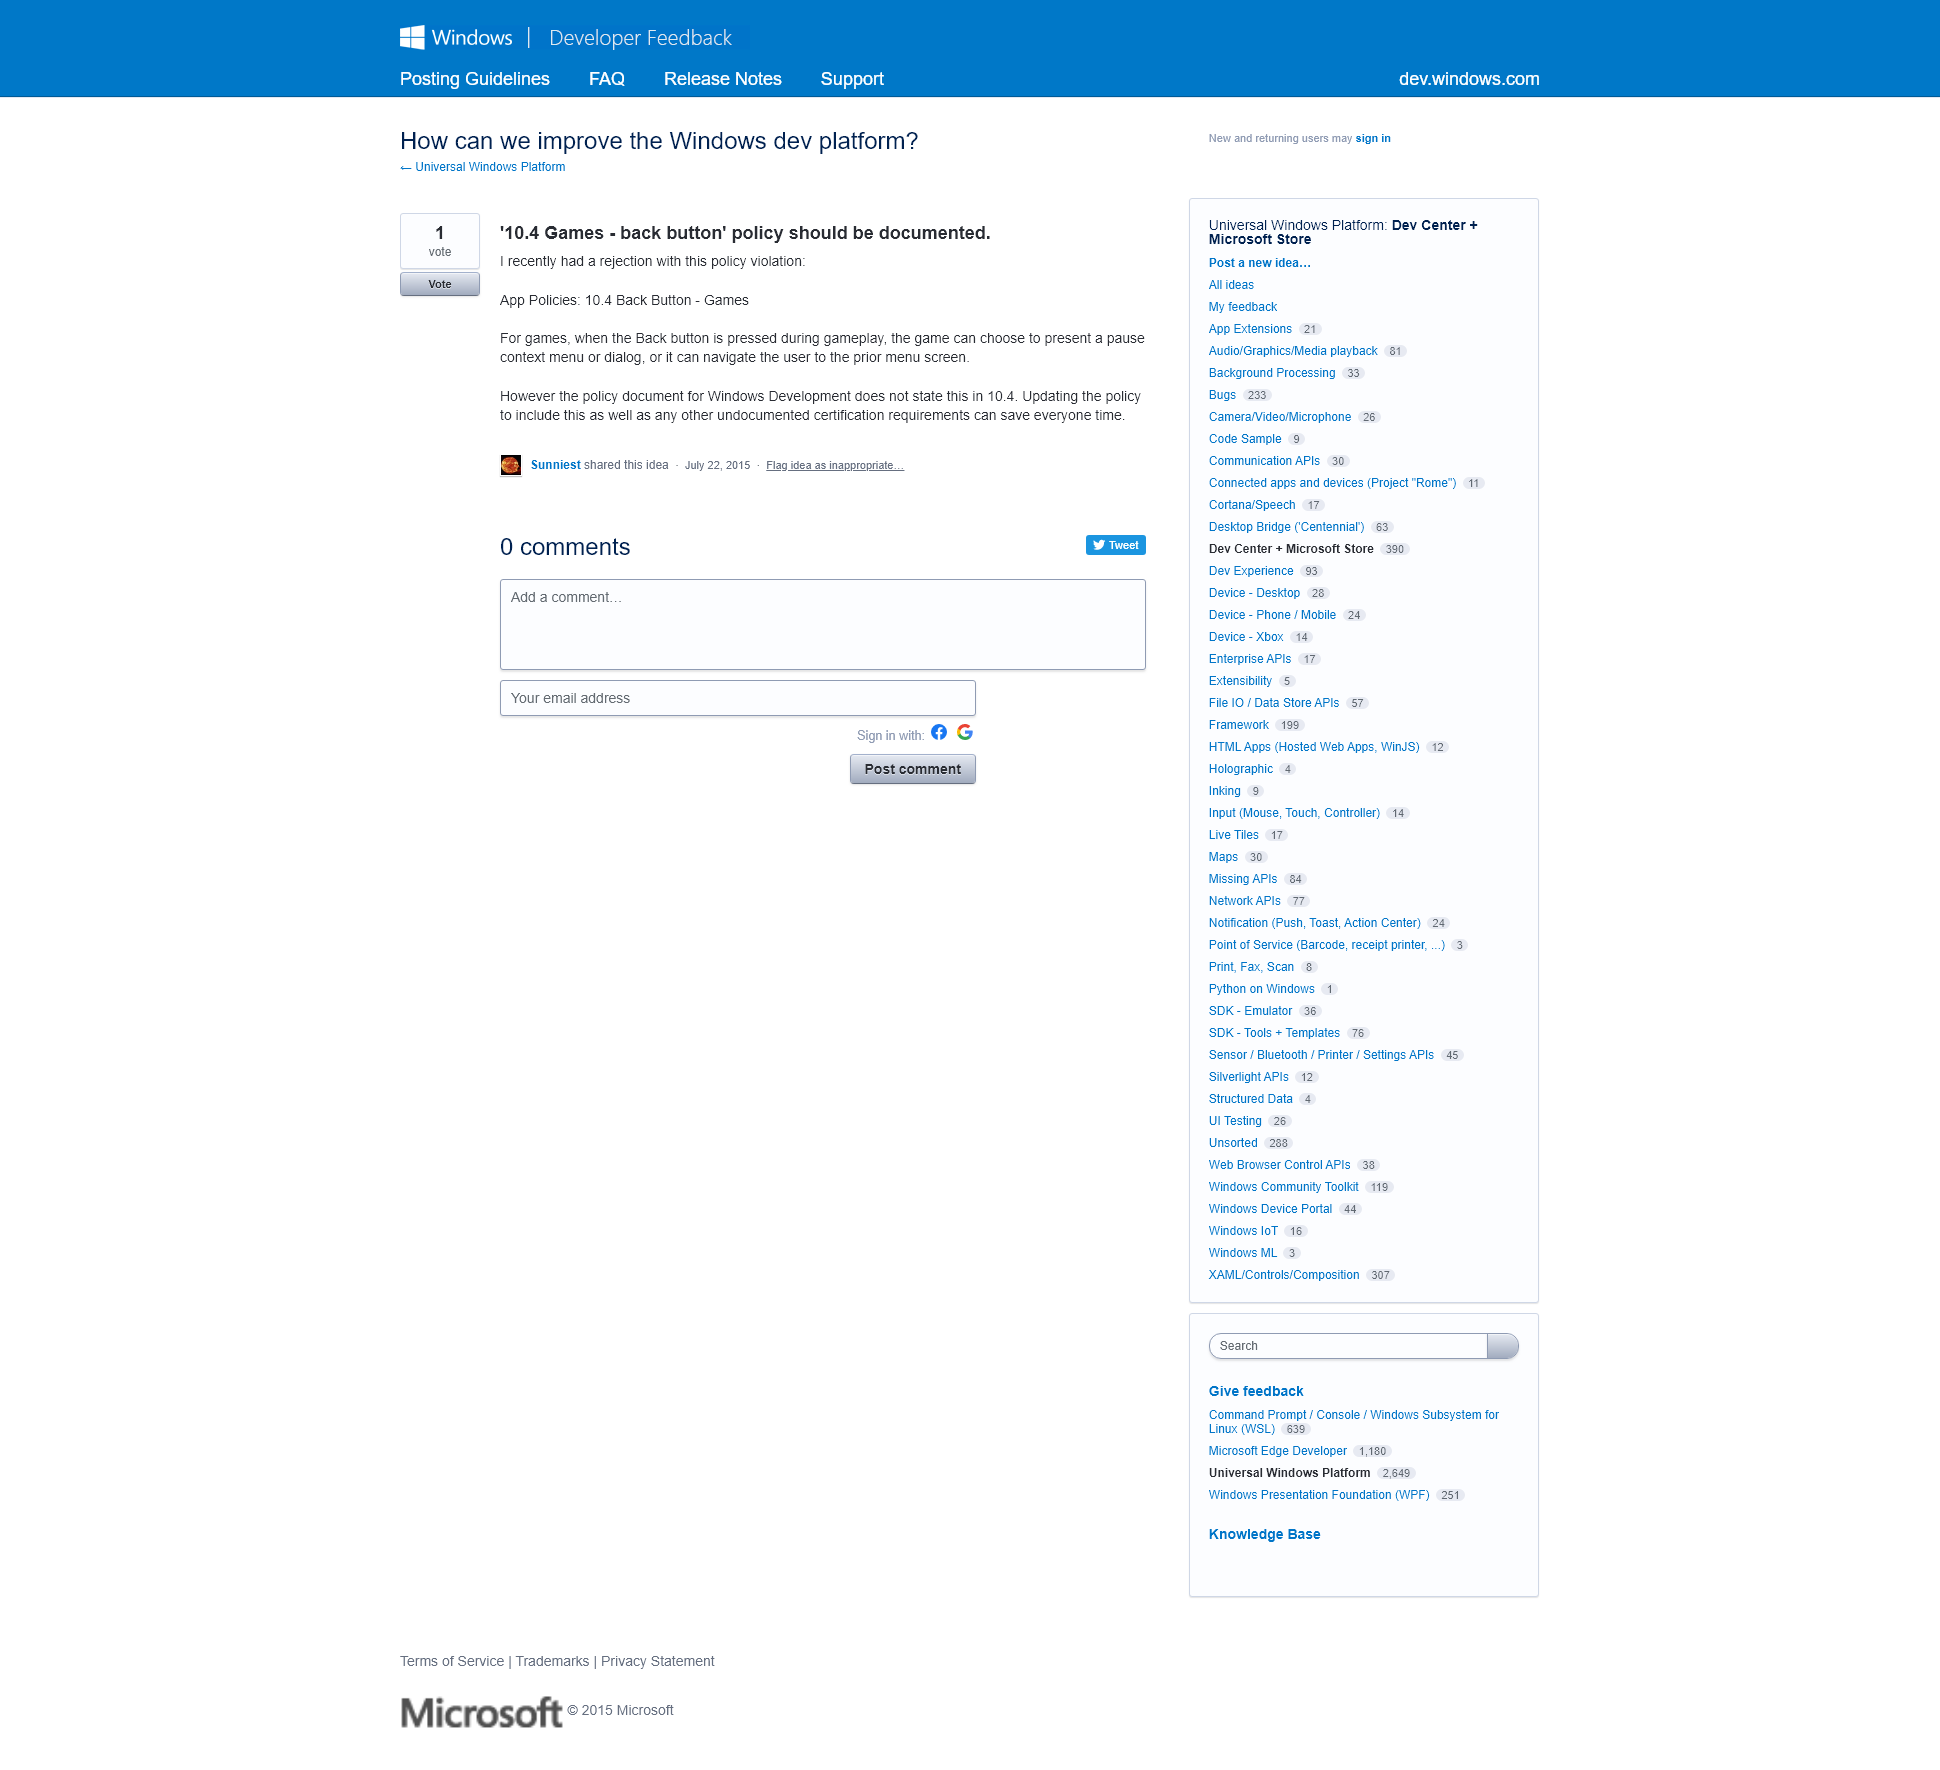 Windows | Developer Feedback
Posting Guidelines FAQ Release Notes Support dev.windows.com
How can we improve the Windows dev platform?
← Universal Windows Platform
New and returning users may sign in
1
vote
Vote
'10.4 Games - back button' policy should be documented.
I recently had a rejection with this policy violation:
App Policies: 10.4 Back Button - Games
For games, when the Back button is pressed during gameplay, the game can choose to present a pause
context menu or dialog, or it can navigate the user to the prior menu screen.
However the policy document for Windows Development does not state this in 10.4. Updating the policy
to include this as well as any other undocumented certification requirements can save everyone time.
Sunniest shared this idea · July 22, 2015 · Flag idea as inappropriate…
0 comments
Tweet
Add a comment…
Your email address
Sign in with:
Post comment
Universal Windows Platform: Dev Center +
Microsoft Store
Post a new idea…
All ideas
My feedback
App Extensions 21
Audio/Graphics/Media playback 81
Background Processing 33
Bugs 233
Camera/Video/Microphone 26
Code Sample 9
Communication APIs 30
Connected apps and devices (Project "Rome") 11
Cortana/Speech 17
Desktop Bridge ('Centennial') 63
Dev Center + Microsoft Store 390
Dev Experience 93
Device - Desktop 28
Device - Phone / Mobile 24
Device - Xbox 14
Enterprise APIs 17
Extensibility 5
File IO / Data Store APIs 57
Framework 199
HTML Apps (Hosted Web Apps, WinJS) 12
Holographic 4
Inking 9
Input (Mouse, Touch, Controller) 14
Live Tiles 17
Maps 30
Missing APIs 84
Network APIs 77
Notification (Push, Toast, Action Center) 24
Point of Service (Barcode, receipt printer, ...) 3
Print, Fax, Scan 8
Python on Windows 1
SDK - Emulator 36
SDK - Tools + Templates 76
Sensor / Bluetooth / Printer / Settings APIs 45
Silverlight APIs 12
Structured Data 4
UI Testing 26
Unsorted 288
Web Browser Control APIs 38
Windows Community Toolkit 119
Windows Device Portal 44
Windows IoT 16
Windows ML 3
XAML/Controls/Composition 307
Search
Give feedback
Command Prompt / Console / Windows Subsystem for
Linux (WSL) 639
Microsoft Edge Developer 1,180
Universal Windows Platform 2,649
Windows Presentation Foundation (WPF) 251
Knowledge Base
Terms of Service | Trademarks | Privacy Statement
Microsoft © 2015 Microsoft